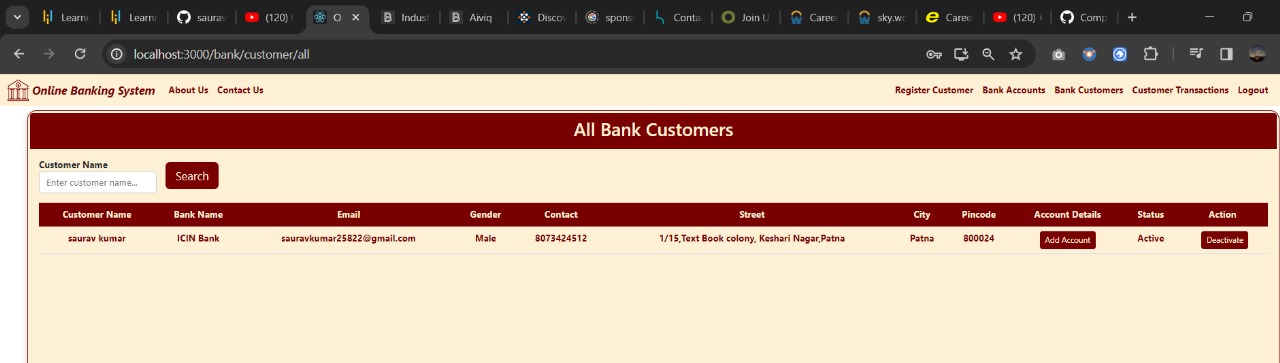 Learni
Learni
saurav
(120) (
O
Indust
Aiviq -
Discov
spons
Conta
Join U
Career
sky.wo
Career
(120) (
Comp
localhost:3000/bank/customer/all
Online Banking System About Us Contact Us Register Customer Bank Accounts Bank Customers Customer Transactions Logout
All Bank Customers
Customer Name
Enter customer name... Search
Customer Name Bank Name Email Gender Contact Street City Pincode Account Details Status Action
saurav kumar ICIN Bank sauravkumar25822@gmail.com Male 8073424512 1/15,Text Book colony, Keshari Nagar,Patna Patna 800024 Add Account Active Deactivate